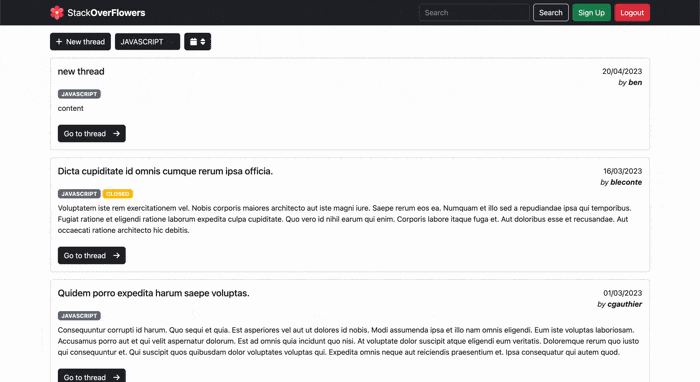 StackOverFlowers
Search Search Sign Up Logout
+ New thread JAVASCRIPT
new thread 20/04/2023
by ben
JAVASCRIPT
content
Go to thread →
Dicta cupiditate id omnis cumque rerum ipsa officia. 16/03/2023
by bleconte
JAVASCRIPT CLOSED
Voluptatem iste rem exercitationem vel. Nobis corporis maiores architecto aut iste magni iure. Saepe rerum eos ea. Numquam et illo sed a repudiandae ipsa qui temporibus.
Fugiat ratione et eligendi ratione laborum expedita culpa cupiditate. Quo vero id nihil earum qui enim. Corporis labore itaque fuga et. Aut doloribus esse et recusandae. Aut
occaecati ratione architecto hic debitis.
Go to thread →
Quidem porro expedita harum saepe voluptas. 01/03/2023
by cgauthier
JAVASCRIPT
Consequuntur corrupti id harum. Quo sequi et quia. Est asperiores vel aut ut dolores id nobis. Modi assumenda ipsa et illo nam omnis eligendi. Eum iste voluptas laboriosam.
Accusamus porro aut et qui velit aspernatur dolorum. Est ad omnis quia incidunt quo nisi. At voluptate dolor suscipit atque eligendi eum veritatis. Doloremque rerum quo iusto
qui consequuntur et. Qui suscipit quos quibusdam dolor voluptates voluptas qui. Expedita omnis neque aut reiciendis praesentium et. Ipsa consequatur qui autem quod.
Go to thread →